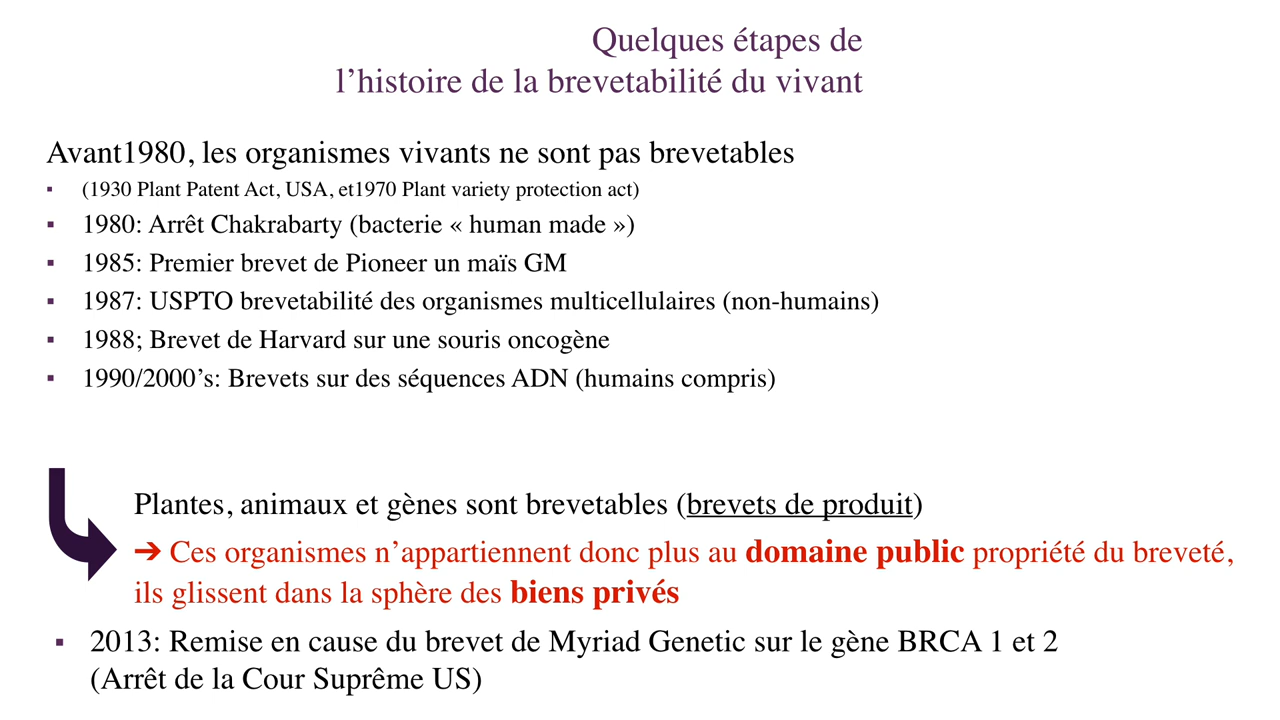 Quelques étapes de
l’histoire de la brevetabilité du vivant
Avant1980, les organismes vivants ne sont pas brevetables
▪ (1930 Plant Patent Act, USA, et1970 Plant variety protection act)
▪ 1980: Arrêt Chakrabarty (bacterie « human made »)
▪ 1985: Premier brevet de Pioneer un maïs GM
▪ 1987: USPTO brevetabilité des organismes multicellulaires (non-humains)
▪ 1988; Brevet de Harvard sur une souris oncogène
▪ 1990/2000’s: Brevets sur des séquences ADN (humains compris)
Plantes, animaux et gènes sont brevetables (brevets de produit)
➔ Ces organismes n’appartiennent donc plus au domaine public propriété du breveté,
ils glissent dans la sphère des biens privés
▪ 2013: Remise en cause du brevet de Myriad Genetic sur le gène BRCA 1 et 2
(Arrêt de la Cour Suprême US)